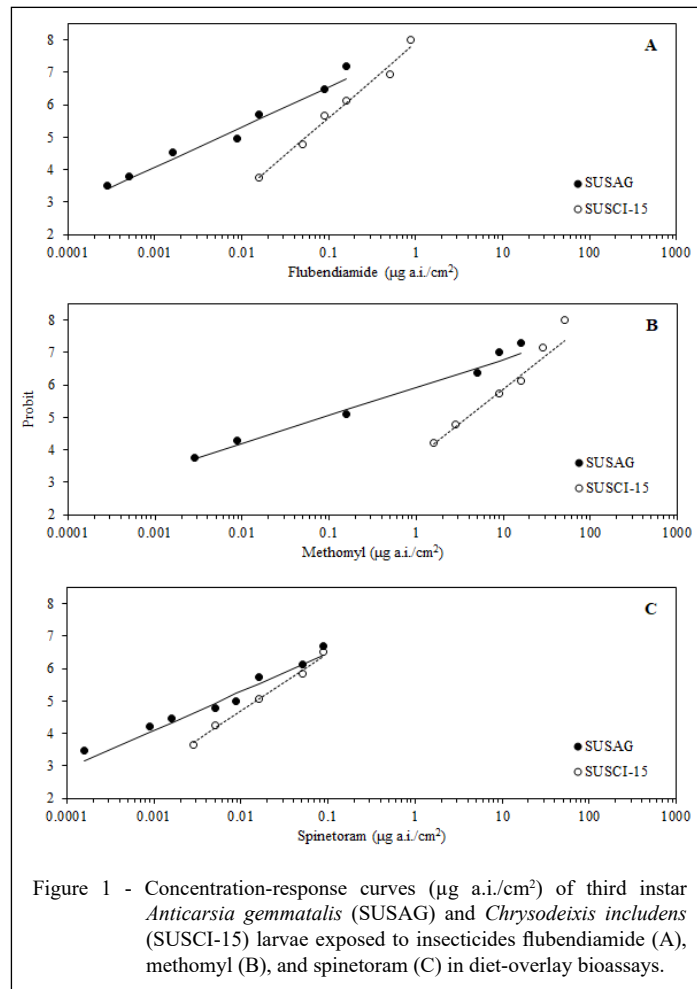 A
8
7
6
5
4
3
2
SUSAG
SUSCI-15
0.0001 0.001 0.01 0.1 1 10 100 1000
Flubendiamide (µg a.i./cm²)
B
8
7
6
5
4
3
2
Probit
SUSAG
SUSCI-15
0.0001 0.001 0.01 0.1 1 10 100 1000
Methomyl (µg a.i./cm²)
C
8
7
6
5
4
3
2
SUSAG
SUSCI-15
0.0001 0.001 0.01 0.1 1 10 100 1000
Spinetoram (µg a.i./cm²)
Figure 1 - Concentration-response curves (µg a.i./cm²) of third instar
Anticarsia gemmatalis (SUSAG) and Chrysodeixis includens
(SUSCI-15) larvae exposed to insecticides flubendiamide (A),
methomyl (B), and spinetoram (C) in diet-overlay bioassays.